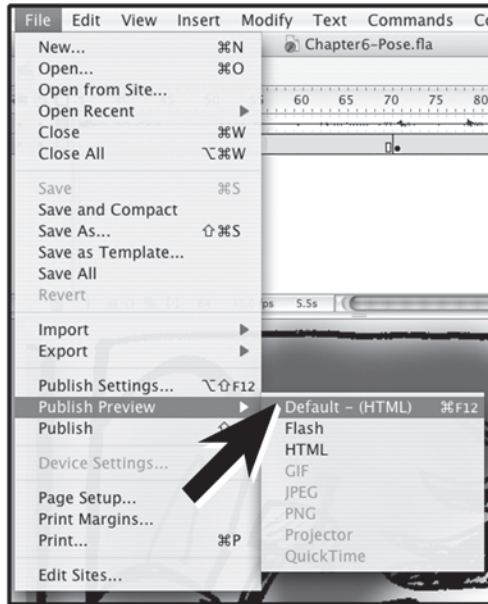 File Edit View Insert Modify Text Commands
Chapter6-Pose.fla
New... ⌘N
Open... ⌘O
Open from Site...
Open Recent ▶
Close ⌘W
Close All ⌥⌘W
60 65 70 75 80
Save ⌘S
Save and Compact
Save As... ⇧⌘S
Save as Template...
Save All
Revert
5.5s
Import ▶
Export ▶
Publish Settings... ⌥⇧F12
Publish Preview ▶
Publish
Default – (HTML) ⌘F12
Flash
HTML
GIF
JPEG
PNG
Projector
QuickTime
Device Settings...
Page Setup...
Print Margins...
Print... ⌘P
Edit Sites...